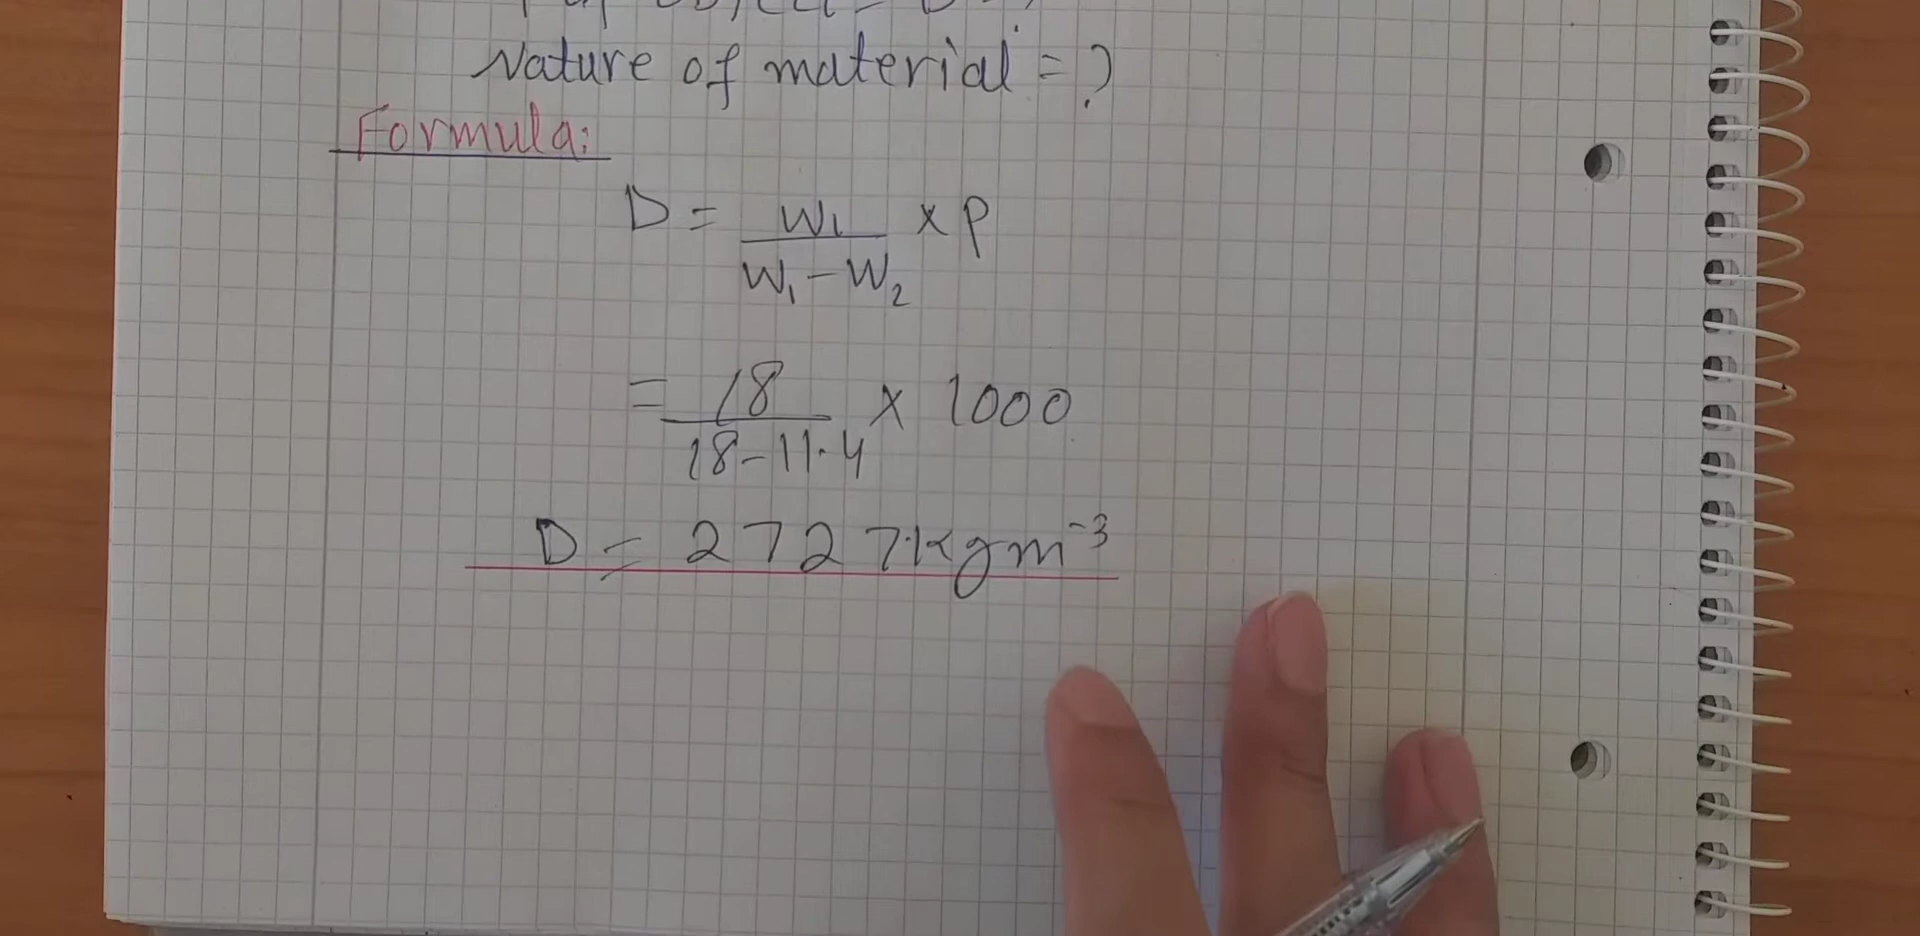 Nature of material = ?
Formula:
D = W1 / W1 - W2 × ρ
= 18 / 18 - 11.4 × 1000
D = 2727 kgm⁻³